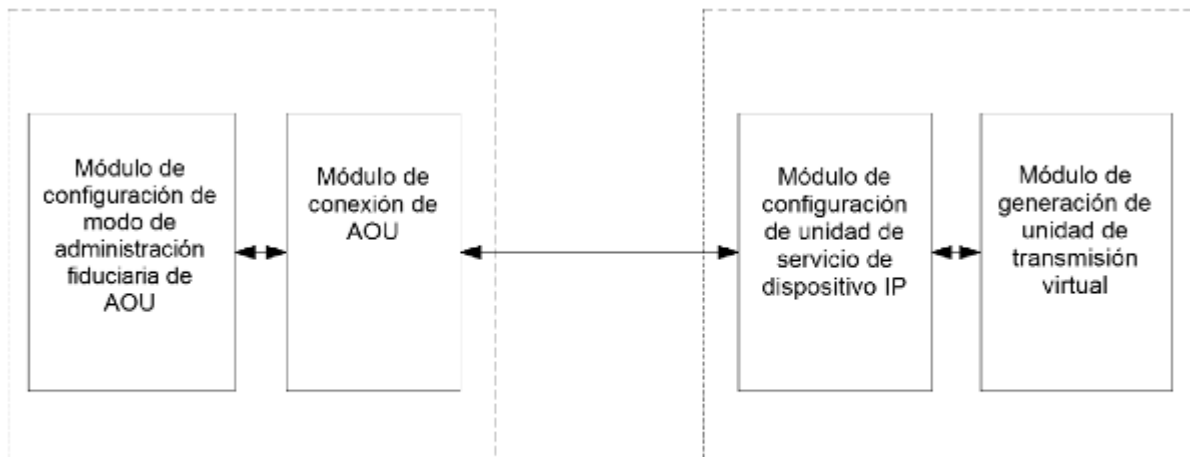 Módulo de
configuración de
modo de
administración
fiduciaria de
AOU
Módulo de
conexión de
AOU
Módulo de
configuración
de unidad de
servicio de
dispositivo IP
Módulo de
generación de
unidad de
transmisión
virtual